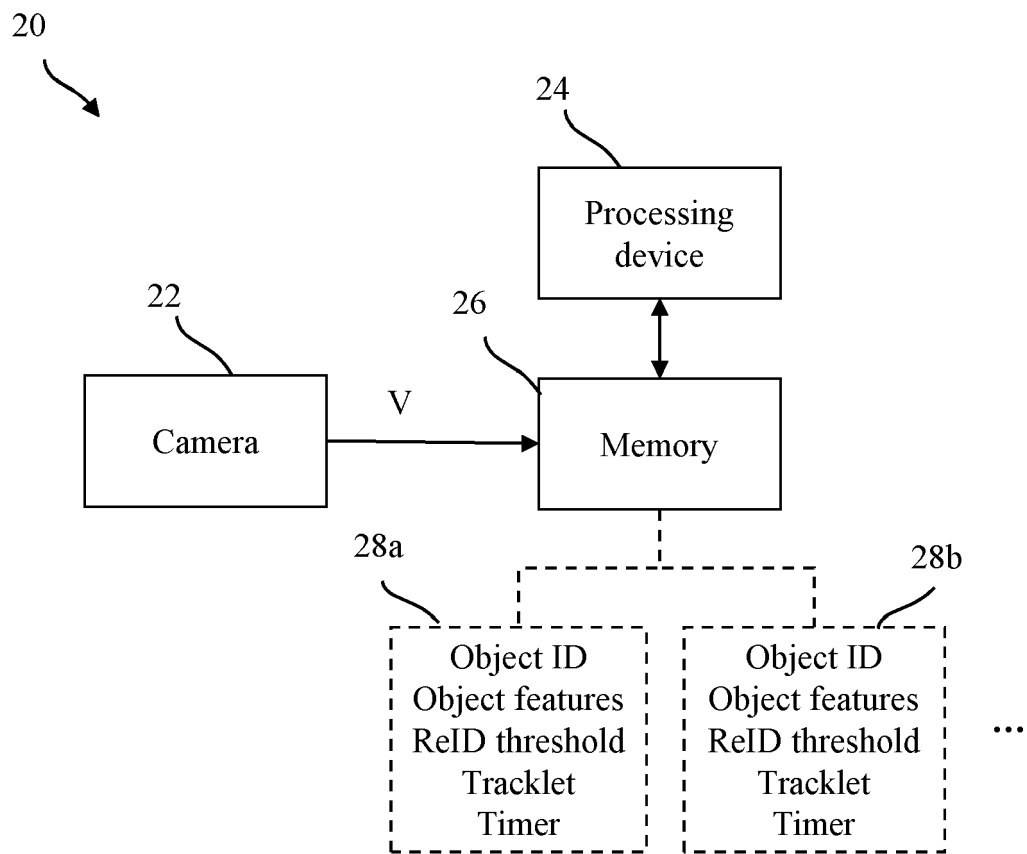 20
24
Processing
device
22
26
V
Camera
Memory
28a
28b
Object ID
Object features
ReID threshold
Tracklet
Timer
Object ID
Object features
ReID threshold
Tracklet
Timer
...